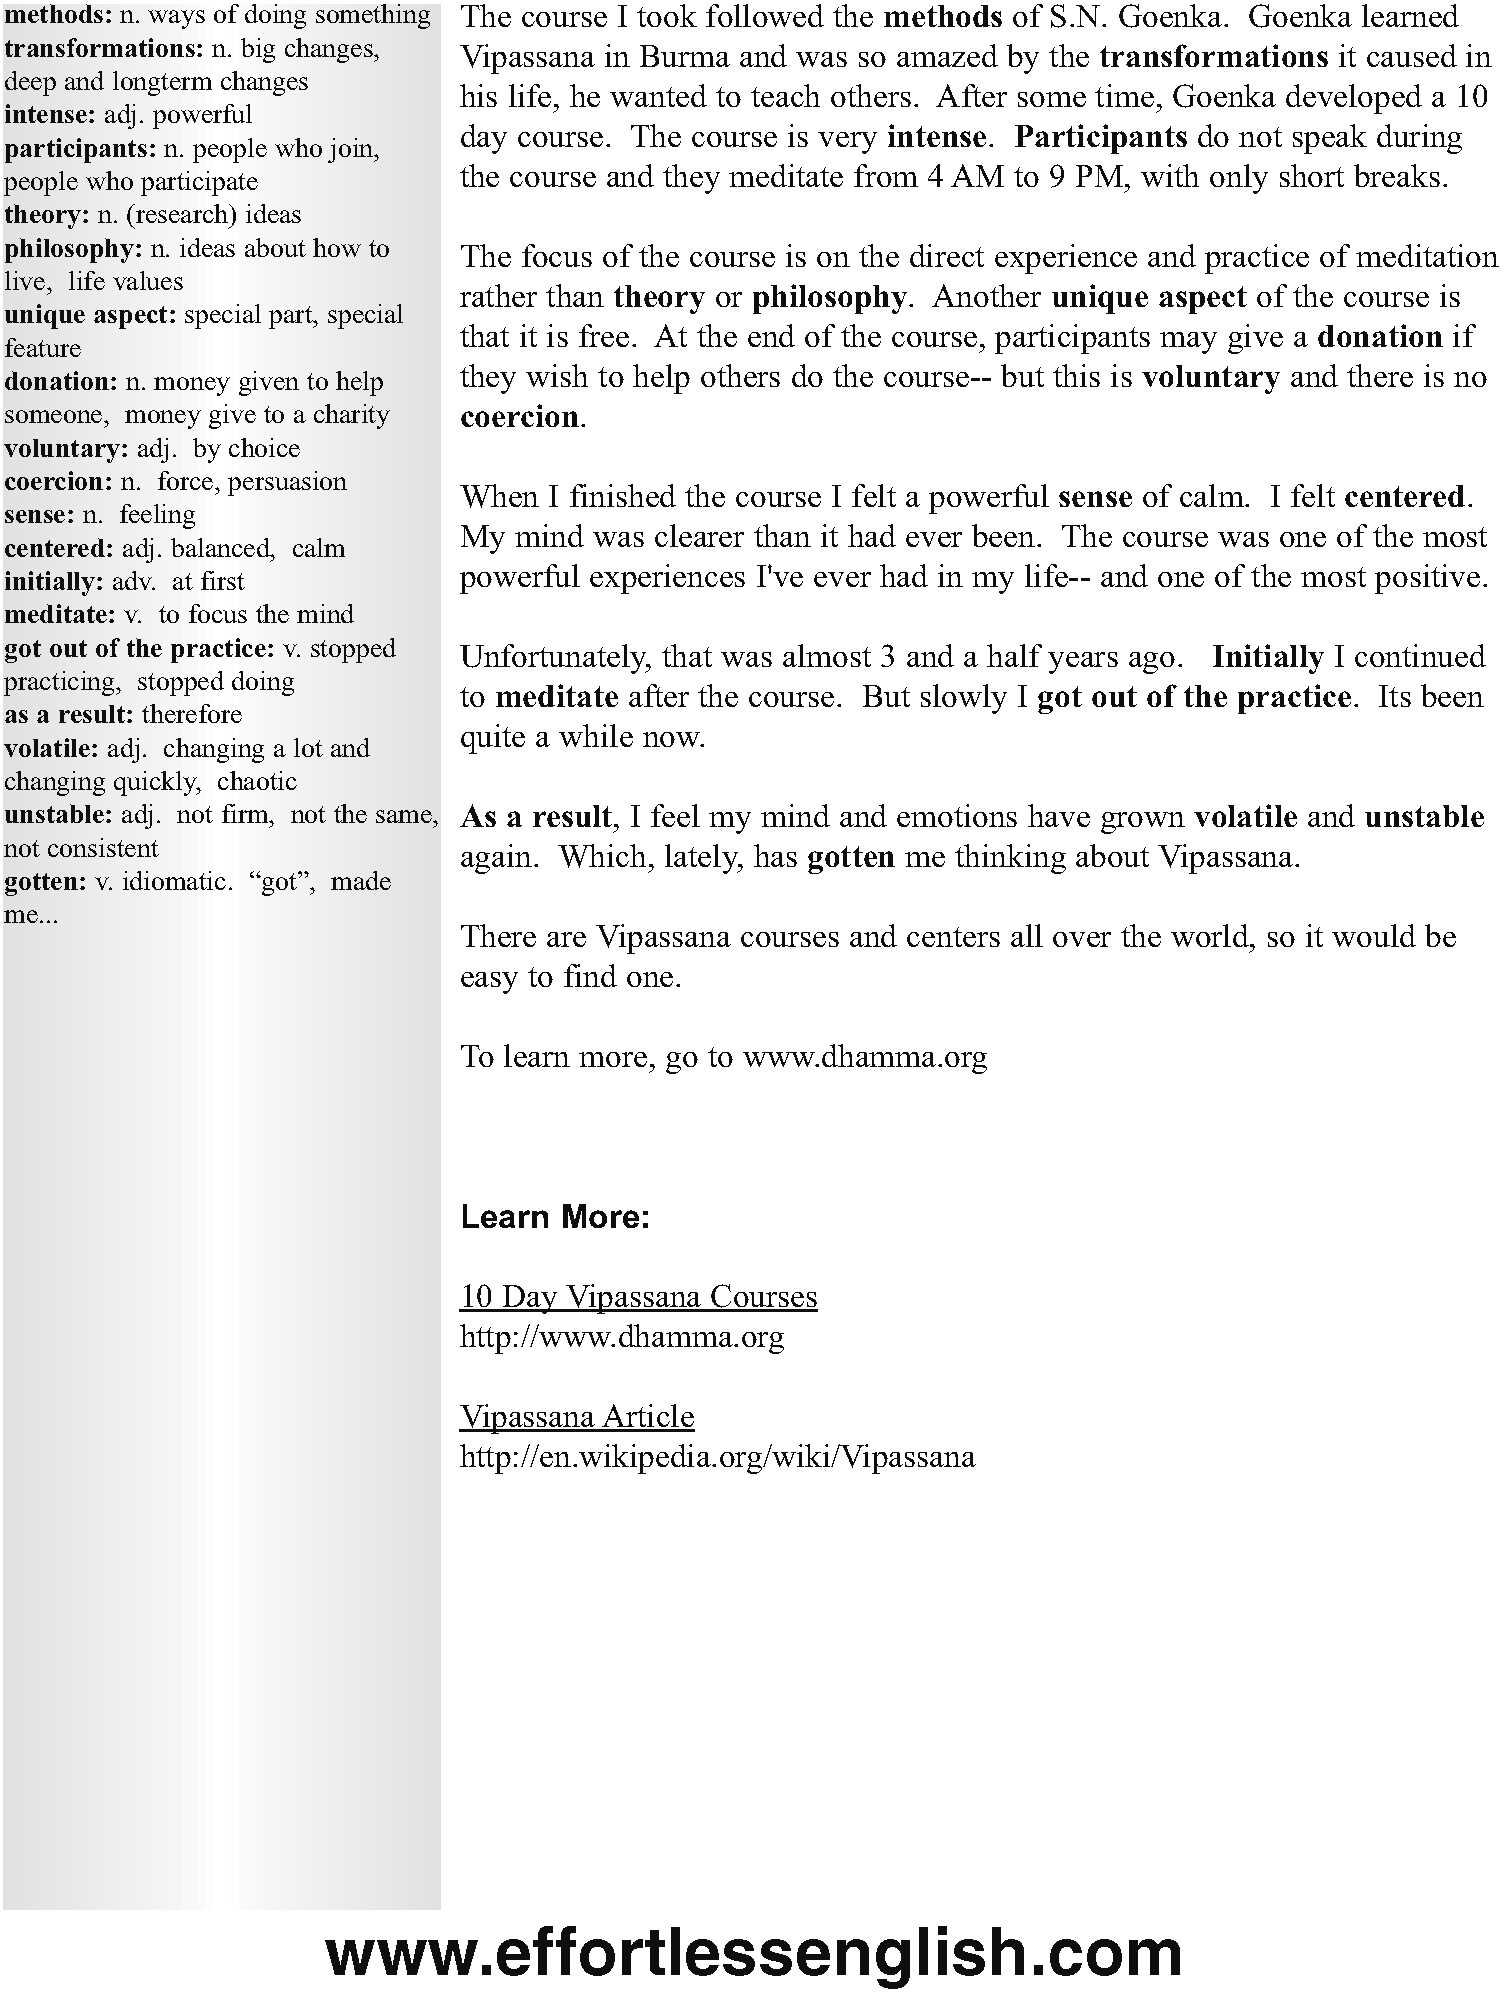 methods: n. ways of doing something
transformations: n. big changes,
deep and longterm changes
intense: adj. powerful
participants: n. people who join,
people who participate
theory: n. (research) ideas
philosophy: n. ideas about how to
live, life values
unique aspect: special part, special
feature
donation: n. money given to help
someone, money give to a charity
voluntary: adj. by choice
coercion: n. force, persuasion
sense: n. feeling
centered: adj. balanced, calm
initially: adv. at first
meditate: v. to focus the mind
got out of the practice: v. stopped
practicing, stopped doing
as a result: therefore
volatile: adj. changing a lot and
changing quickly, chaotic
unstable: adj. not firm, not the same,
not consistent
gotten: v. idiomatic. “got”, made
me...
The course I took followed the methods of S.N. Goenka. Goenka learned
Vipassana in Burma and was so amazed by the transformations it caused in
his life, he wanted to teach others. After some time, Goenka developed a 10
day course. The course is very intense. Participants do not speak during
the course and they meditate from 4 AM to 9 PM, with only short breaks.
The focus of the course is on the direct experience and practice of meditation
rather than theory or philosophy. Another unique aspect of the course is
that it is free. At the end of the course, participants may give a donation if
they wish to help others do the course-- but this is voluntary and there is no
coercion.
When I finished the course I felt a powerful sense of calm. I felt centered.
My mind was clearer than it had ever been. The course was one of the most
powerful experiences I've ever had in my life-- and one of the most positive.
Unfortunately, that was almost 3 and a half years ago. Initially I continued
to meditate after the course. But slowly I got out of the practice. Its been
quite a while now.
As a result, I feel my mind and emotions have grown volatile and unstable
again. Which, lately, has gotten me thinking about Vipassana.
There are Vipassana courses and centers all over the world, so it would be
easy to find one.
To learn more, go to www.dhamma.org
Learn More:
10 Day Vipassana Courses
http://www.dhamma.org
Vipassana Article
http://en.wikipedia.org/wiki/Vipassana
www.effortlessenglish.com